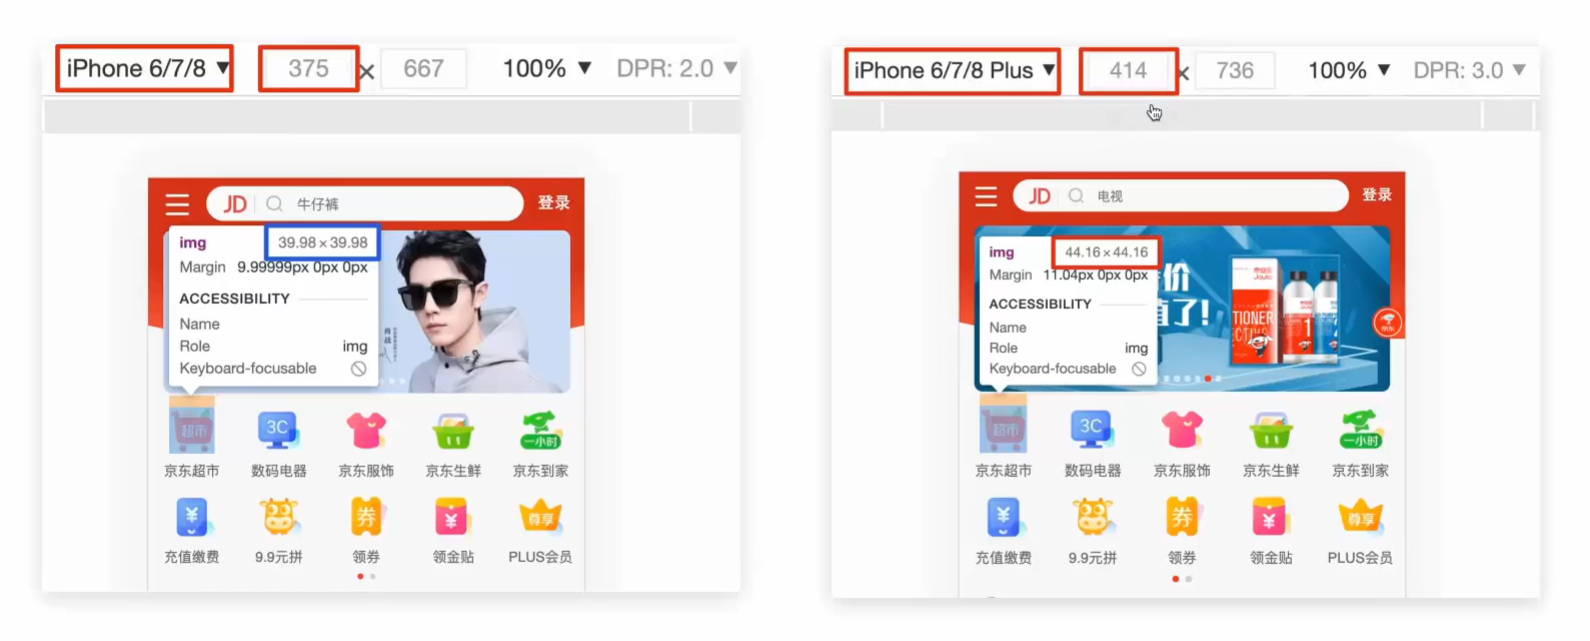 iPhone 6/7/8 ▼ 375 × 667 100% ▼ DPR: 2.0 ▼
JD 牛仔裤 登录
img 39.98 × 39.98
Margin 9.99999px 0px 0px
ACCESSIBILITY
Name
Role img
Keyboard-focusable
超市 3C 一小时
京东超市 数码电器 京东服饰 京东生鲜 京东到家
¥ 券 ¥ 尊享
充值缴费 9.9元拼 领券 领金贴 PLUS会员
iPhone 6/7/8 Plus ▼ 414 × 736 100% ▼ DPR: 3.0 ▼
JD 电视 登录
img 44.16 × 44.16
Margin 11.04px 0px 0px
价
值了!
TIONER
1
ACCESSIBILITY
Name
Role img
Keyboard-focusable
超市 3C 一小时
京东超市 数码电器 京东服饰 京东生鲜 京东到家
¥ 券 ¥ 尊享
充值缴费 9.9元拼 领券 领金贴 PLUS会员